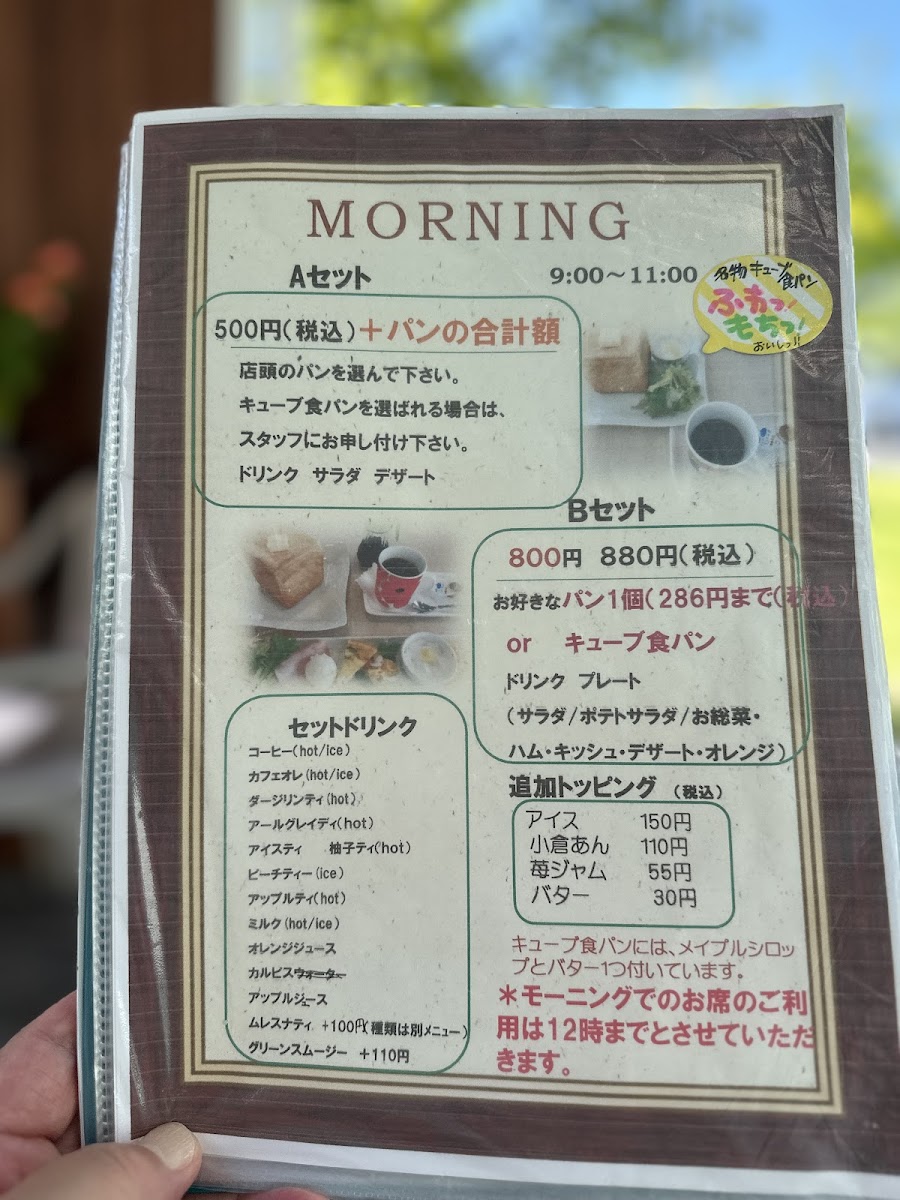 MORNING
Aセット
9:00～11:00
名物キューブ
食パン
ふわっ!
もちっ!
おいしっ!!
500円(税込)+パンの合計額
店頭のパンを選んで下さい。
キューブ食パンを選ばれる場合は、
スタッフにお申し付け下さい。
ドリンク サラダ デザート
Bセット
800円 880円(税込)
お好きなパン1個(286円まで(税込)
or キューブ食パン
ドリンク プレート
(サラダ/ポテトサラダ/お総菜・
ハム・キッシュ・デザート・オレンジ)
セットドリンク
コーヒー(hot/ice)
カフェオレ(hot/ice)
ダージリンティ(hot)
アールグレイティ(hot)
アイスティ 柚子ティ(hot)
ピーチティー(ice)
アップルティ(hot)
ミルク(hot/ice)
オレンジジュース
カルピスウォーター
アップルジュース
ムレスナティ +100円(種類は別メニュー)
グリーンスムージー +110円
追加トッピング (税込)
アイス 150円
小倉あん 110円
苺ジャム 55円
バター 30円
キューブ食パンには、メイプルシロッ
プとバター1つ付いています。
*モーニングでのお席のご利
用は12時までとさせていただ
きます。